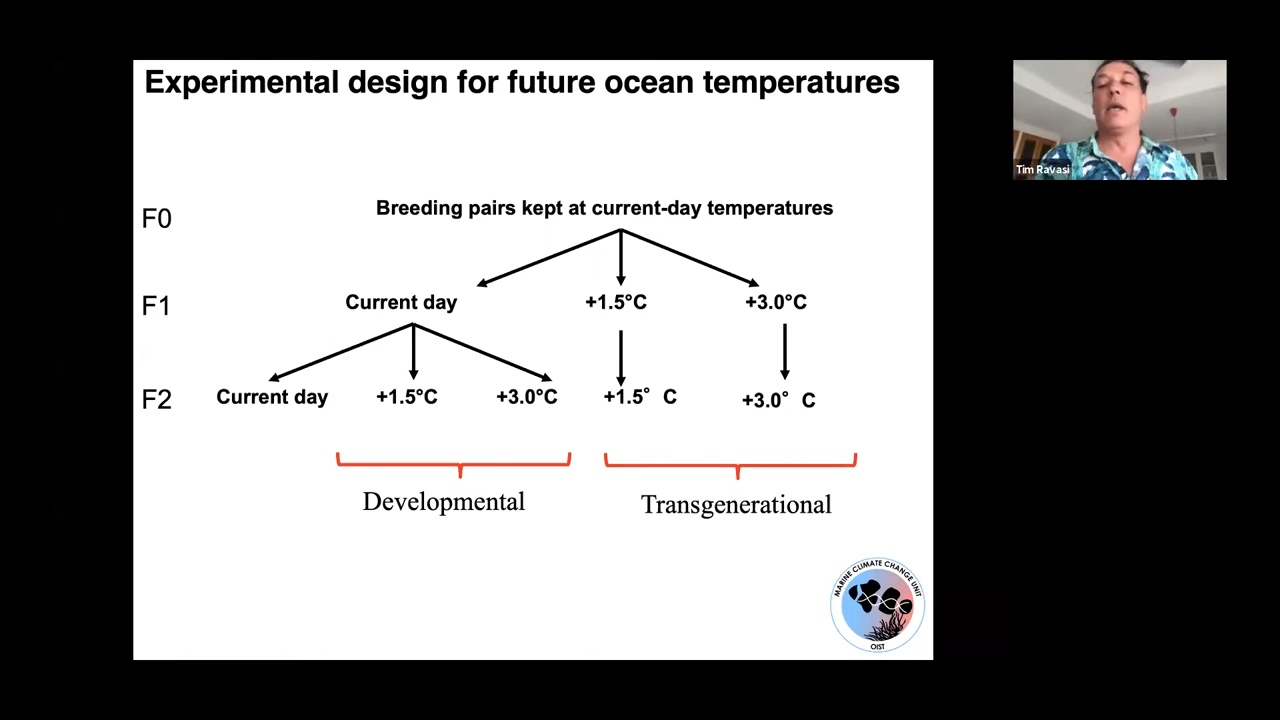 Experimental design for future ocean temperatures
Tim Ravasi
F0
Breeding pairs kept at current-day temperatures
F1
Current day
+1.5°C
+3.0°C
F2
Current day
+1.5°C
+3.0°C
+1.5° C
+3.0° C
Developmental
Transgenerational
MARINE CLIMATE CHANGE UNIT
OIST